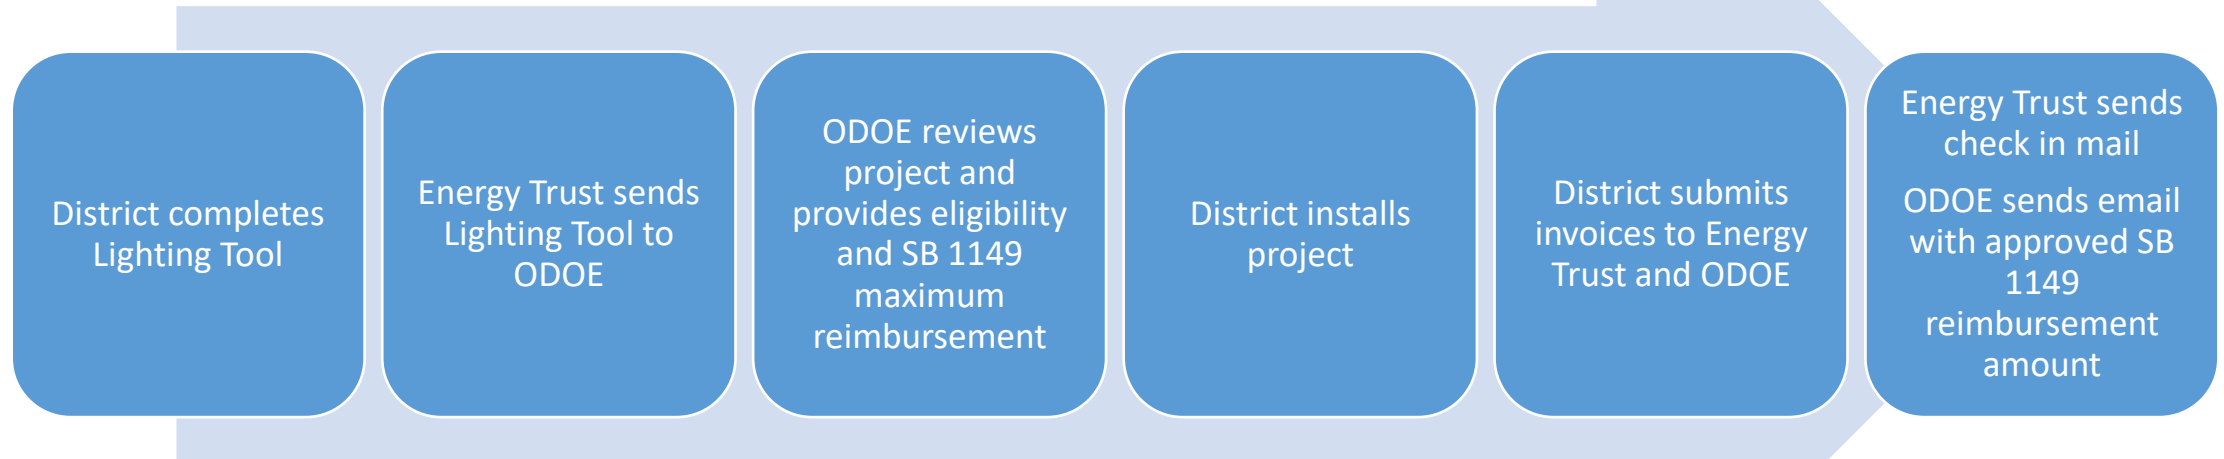 District completes
Lighting Tool
Energy Trust sends
Lighting Tool to
ODOE
ODOE reviews
project and
provides eligibility
and SB 1149
maximum
reimbursement
District installs
project
District submits
invoices to Energy
Trust and ODOE
Energy Trust sends
check in mail
ODOE sends email
with approved SB
1149
reimbursement
amount